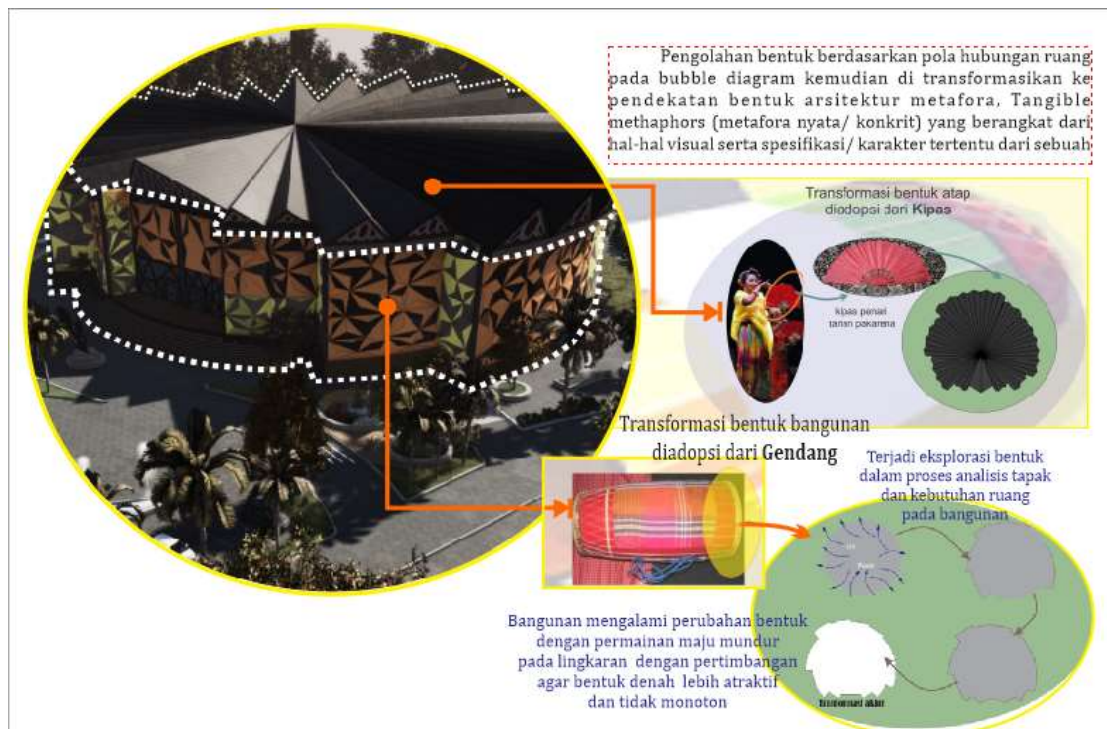 Pengolahan bentuk berdasarkan pola hubungan ruang
pada bubble diagram kemudian di transformasikan ke
pendekatan bentuk arsitektur metafora, Tangible
methaphors (metafora nyata/ konkrit) yang berangkat dari
hal-hal visual serta spesifikasi/ karakter tertentu dari sebuah
Transformasi bentuk atap
diodopsi dari Kipas
kipas penari
tarian pakarena
Transformasi bentuk bangunan
diadopsi dari Gendang
Terjadi eksplorasi bentuk
dalam proses analisis tapak
dan kebutuhan ruang
pada bangunan
Bangunan mengalami perubahan bentuk
dengan permainan maju mundur
pada lingkaran dengan pertimbangan
agar bentuk denah lebih atraktif
dan tidak monoton
Transformasi akhir